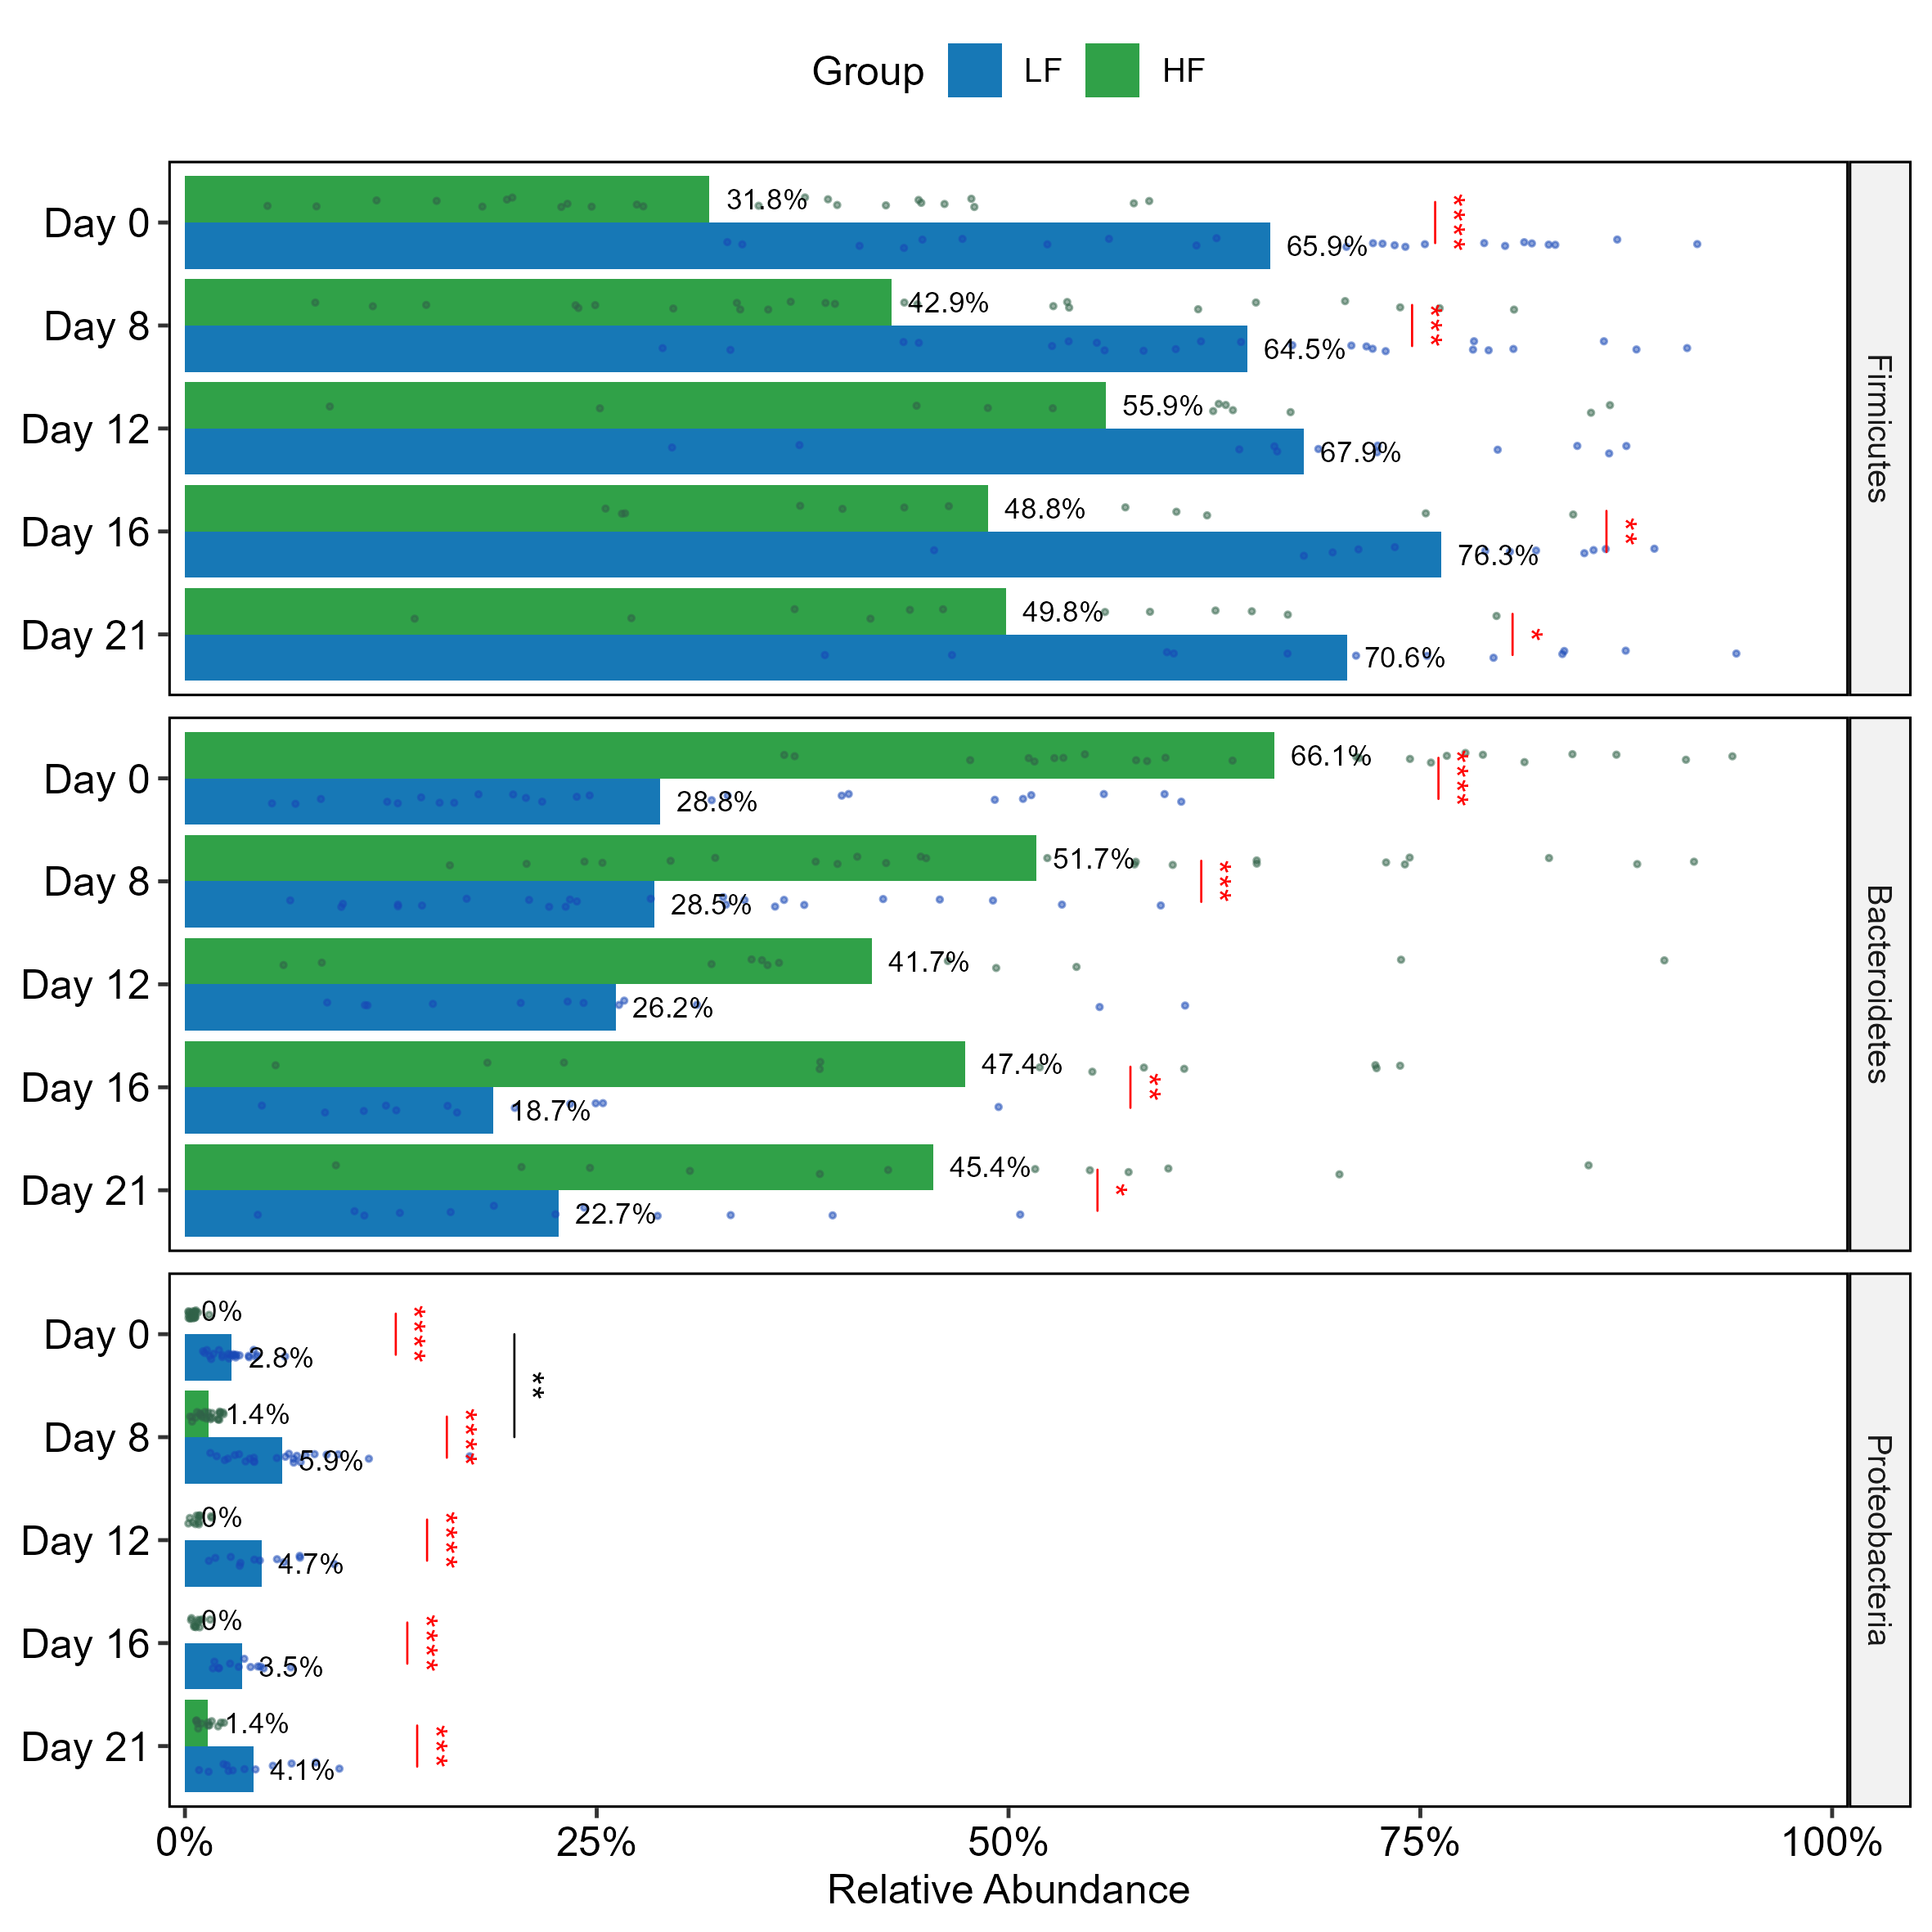 Group LF HF
Day 0 31.8% ****
65.9%
Day 8 42.9% ***
64.5%
Day 12 55.9%
67.9%
Day 16 48.8% **
76.3%
Day 21 49.8% *
70.6%
Firmicutes
Day 0 66.1% ****
28.8%
Day 8 51.7% ***
28.5%
Day 12 41.7%
26.2%
Day 16 47.4% **
18.7%
Day 21 45.4% *
22.7%
Bacteroidetes
Day 0 0% ****
2.8%
**
Day 8 1.4% ****
5.9%
Day 12 0% ****
4.7%
Day 16 0% ****
3.5%
Day 21 1.4% ***
4.1%
Proteobacteria
0% 25% 50% 75% 100%
Relative Abundance